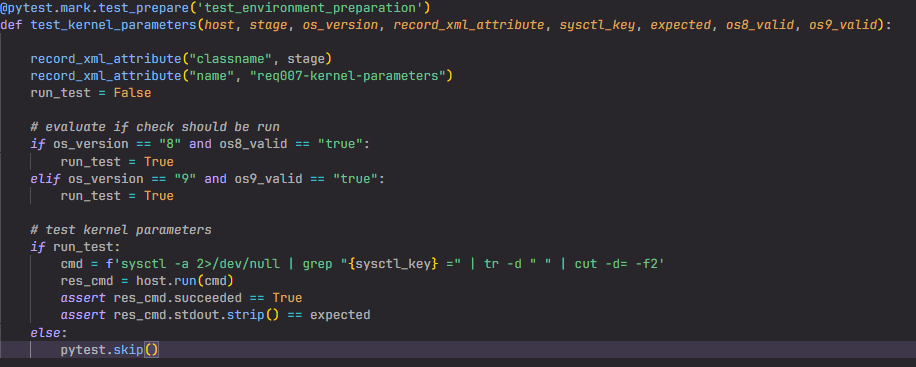 @pytest.mark.test_prepare('test_environment_preparation')
def test_kernel_parameters(host, stage, os_version, record_xml_attribute, sysctl_key, expected, os8_valid, os9_valid):
record_xml_attribute("classname", stage)
record_xml_attribute("name", "req007-kernel-parameters")
run_test = False
# evaluate if check should be run
if os_version == "8" and os8_valid == "true":
run_test = True
elif os_version == "9" and os9_valid == "true":
run_test = True
# test kernel parameters
if run_test:
cmd = f'sysctl -a 2>/dev/null | grep "{sysctl_key} =" | tr -d " " | cut -d= -f2'
res_cmd = host.run(cmd)
assert res_cmd.succeeded == True
assert res_cmd.stdout.strip() == expected
else:
pytest.skip()